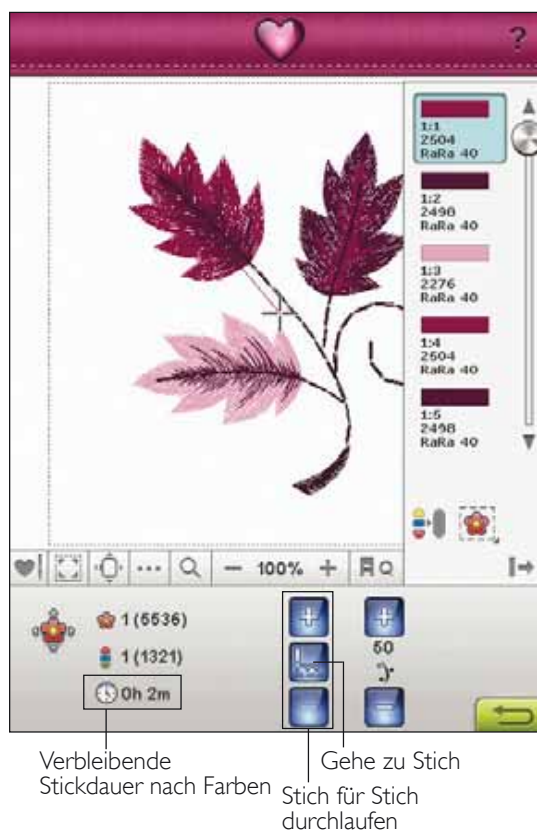 ?
1:1
2504
RaRa 40
1:2
2498
RaRa 40
1:3
2276
RaRa 40
1:4
2504
RaRa 40
1:5
2498
RaRa 40
− 100% +
1 (5536)
1 (1321)
0h 2m
50
Verbleibende
Stickdauer nach Farben
Gehe zu Stich
Stich für Stich
durchlaufen